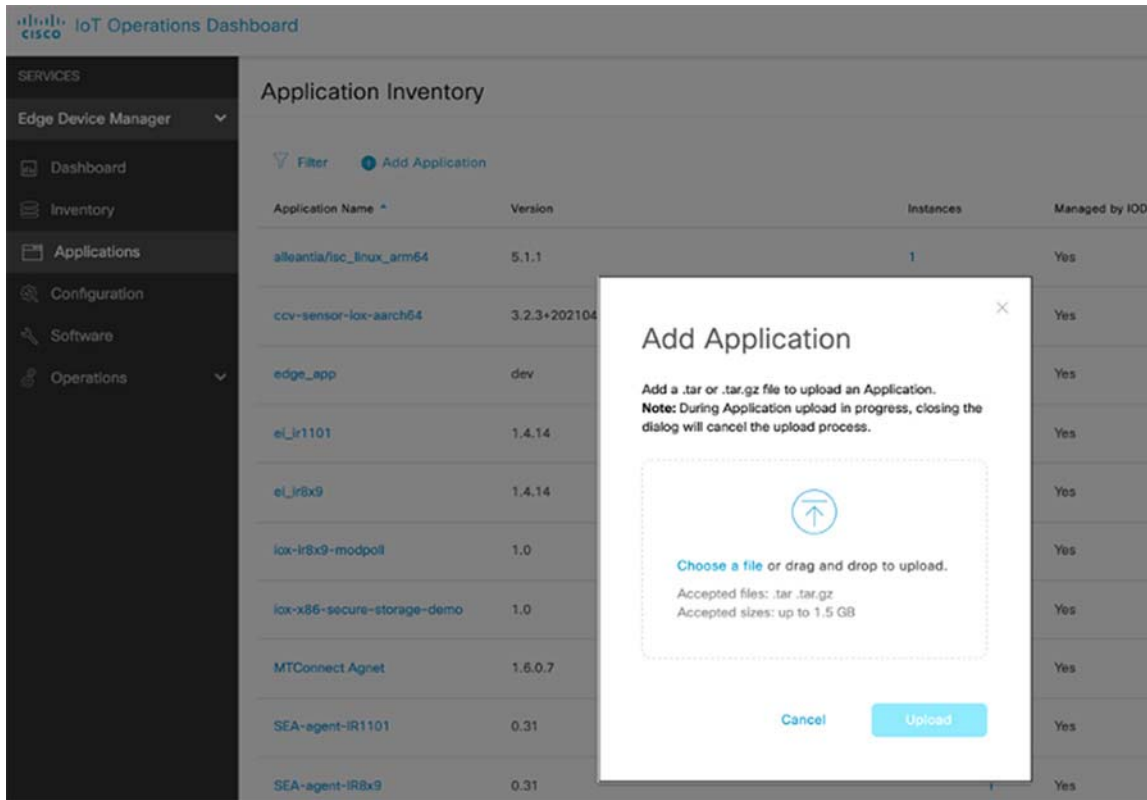 cisco IoT Operations Dashboard
SERVICES
Edge Device Manager
Dashboard
Inventory
Applications
Configuration
Software
Operations
Application Inventory
Filter Add Application
Application Name Version Instances Managed by IOD
alleantia/isc_linux_arm64 5.1.1 1 Yes
ccv-sensor-iox-aarch64 3.2.3+202104 Yes
edge_app dev Yes
ei_ir1101 1.4.14 Yes
ei_ir8x9 1.4.14 Yes
iox-ir8x9-modpoll 1.0 Yes
iox-x86-secure-storage-demo 1.0 Yes
MTConnect Agnet 1.6.0.7 Yes
SEA-agent-IR1101 0.31 Yes
SEA-agent-IR8x9 0.31 1 Yes
Add Application
Add a .tar or .tar.gz file to upload an Application.
Note: During Application upload in progress, closing the
dialog will cancel the upload process.
Choose a file or drag and drop to upload.
Accepted files: .tar .tar.gz
Accepted sizes: up to 1.5 GB
Cancel Upload